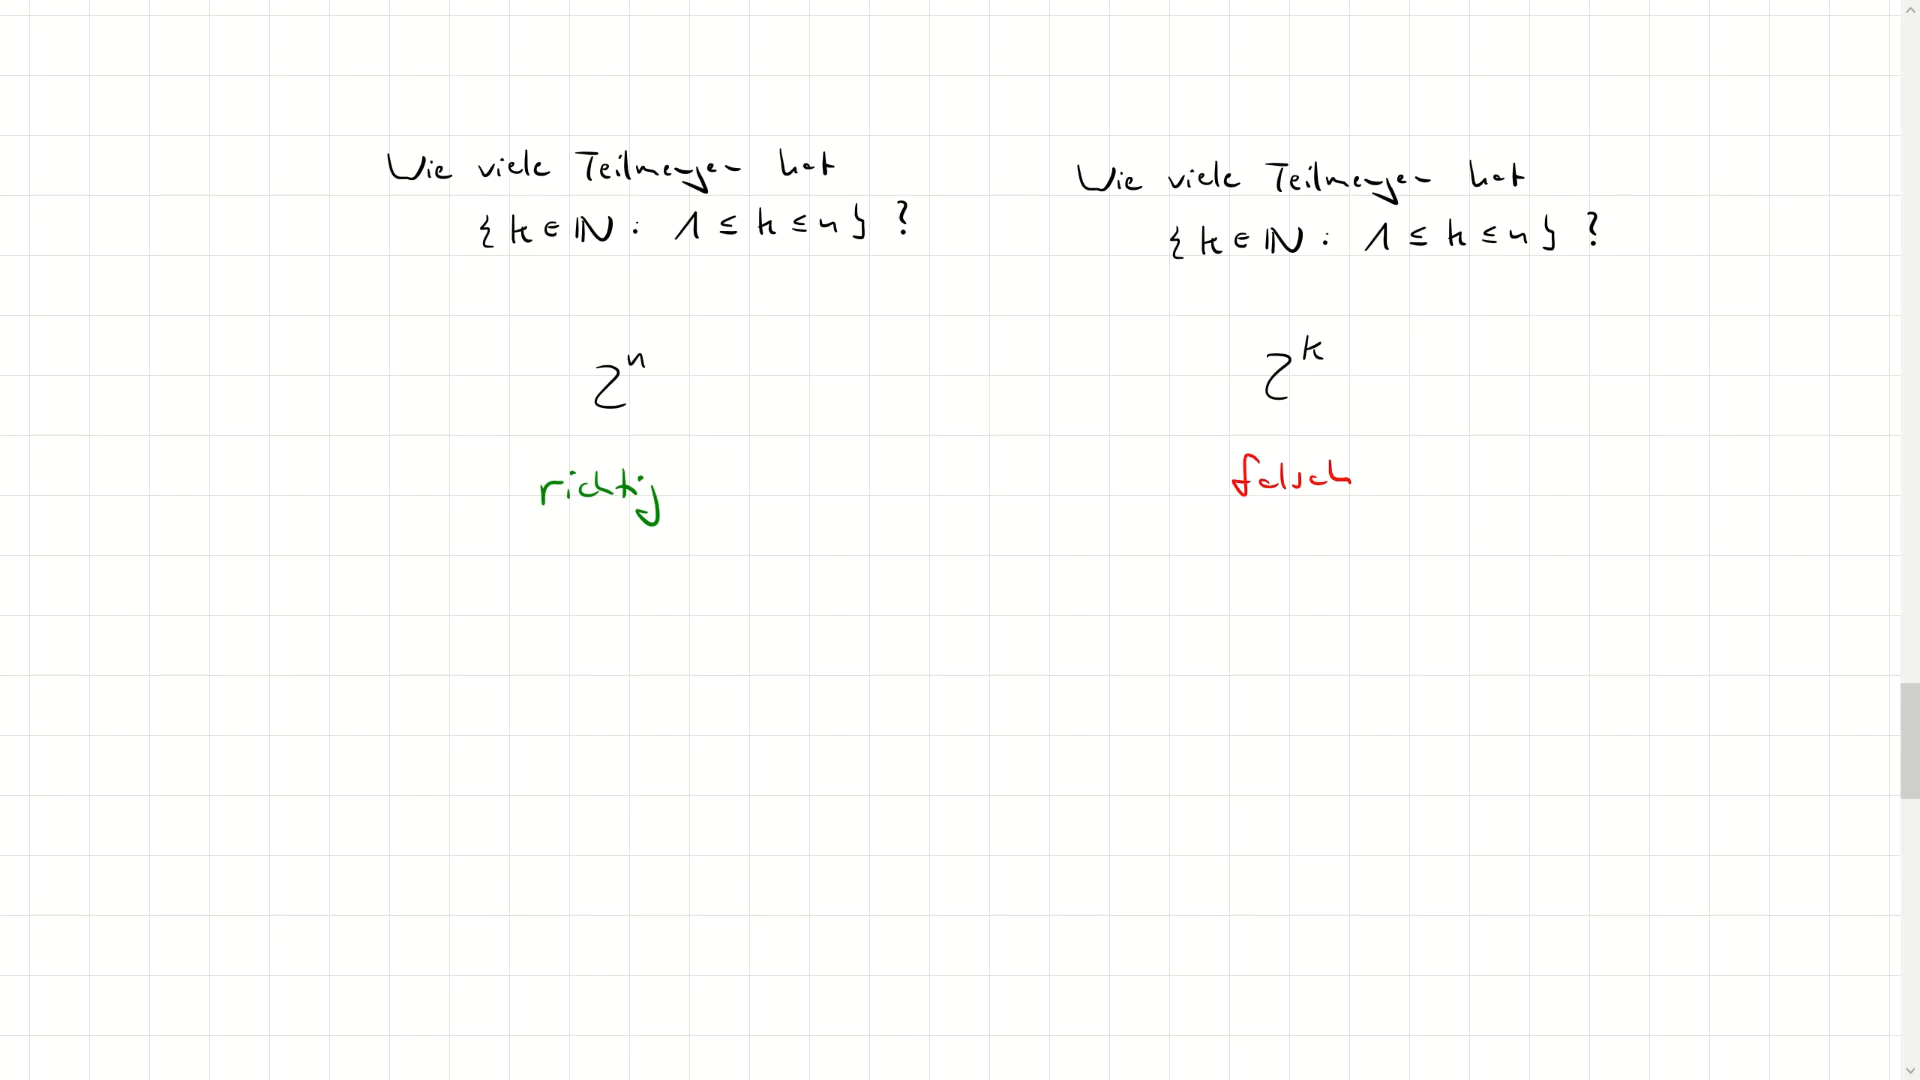 Wie viele Teilmengen hat
{k ∈ ℕ : 1 ≤ k ≤ n} ?
2^n
richtig
Wie viele Teilmengen hat
{k ∈ ℕ : 1 ≤ k ≤ n} ?
2^k
falsch